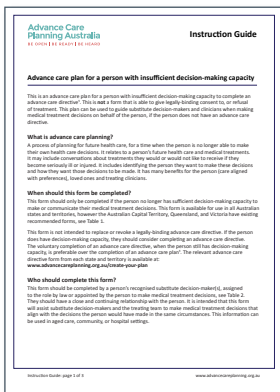 Advance Care
Planning Australia
BE OPEN | BE READY | BE HEARD
Instruction Guide
Advance care plan for a person with insufficient decision-making capacity
This is an advance care plan for a person with insufficient decision-making capacity to complete an
advance care directive*. This is not a form that is able to give legally-binding consent to, or refusal
of treatment. This plan can be used to guide substitute decision-makers and clinicians when making
medical treatment decisions on behalf of the person, if the person does not have an advance care
directive.
What is advance care planning?
A process of planning for future health care, for a time when the person is no longer able to make
their own health care decisions. It relates to a person's future health care and medical treatments.
It may include conversations about treatments they would or would not like to receive if they
become seriously ill or injured. It includes identifying the person they want to make these decisions
and how they want those decisions to be made. It has many benefits for the person (care aligned
with preferences), loved ones and treating clinicians.
When should this form be completed?
This form should only be completed if the person no longer has sufficient decision-making capacity to
make or communicate their medical treatment decisions. This form is available for use in all Australian
states and territories, however the Australian Capital Territory, Queensland, and Victoria have existing
recommended forms, see Table 1.
This form is not intended to replace or revoke a legally-binding advance care directive. If the person
does have decision-making capacity, they should consider completing an advance care directive.
The voluntary completion of an advance care directive, when the person still has decision-making
capacity, is preferable over the completion of an advance care plan*. The relevant advance care
directive form from each state and territory is available at:
www.advancecareplanning.org.au/create-your-plan
Who should complete this form?
This form should be completed by a person's recognised substitute decision-maker(s), assigned
to the role by law or appointed by the person to make medical treatment decisions, see Table 2.
They should have a close and continuing relationship with the person. It is intended that this form
will assist substitute decision-makers and the treating team to make medical treatment decisions that
align with the decisions the person would have made in the same circumstances. This information can
be used in aged care, community, or hospital settings.
Instruction Guide: page 1 of 3
www.advancecareplanning.org.au